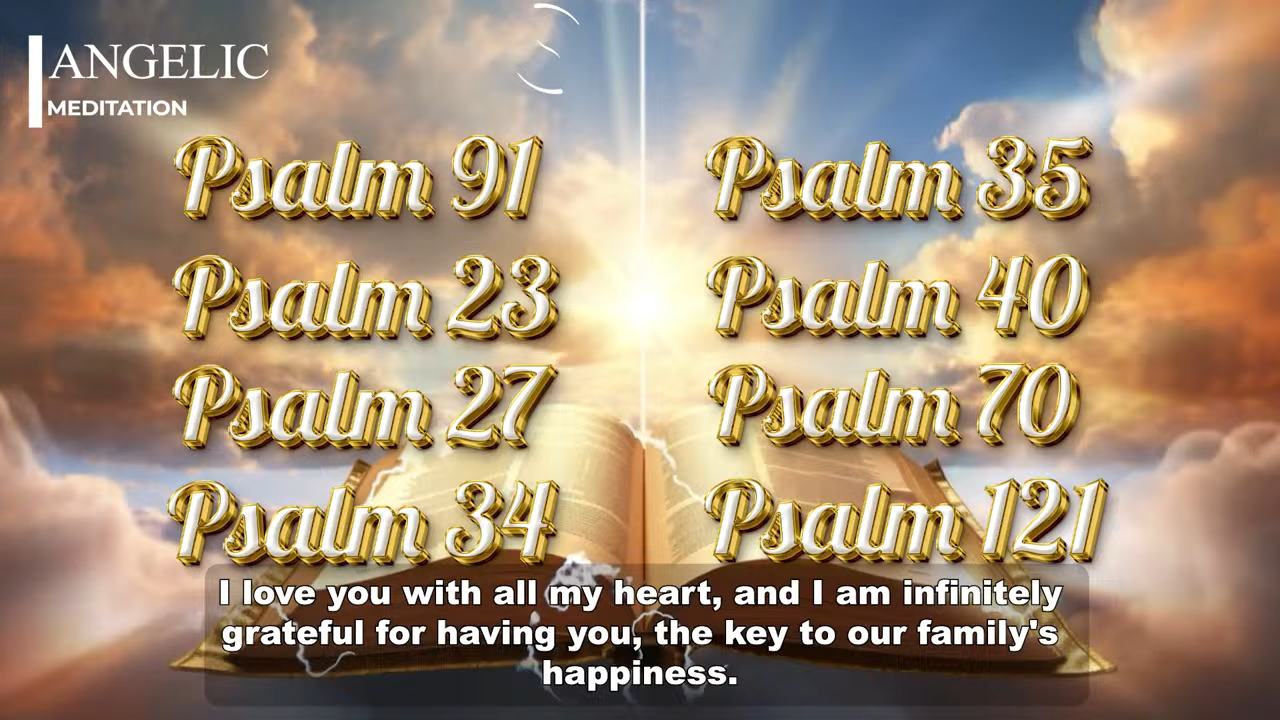 ANGELIC
MEDITATION
Psalm 91
Psalm 23
Psalm 27
Psalm 34
Psalm 35
Psalm 40
Psalm 70
Psalm 121
I love you with all my heart, and I am infinitely
grateful for having you, the key to our family's
happiness.